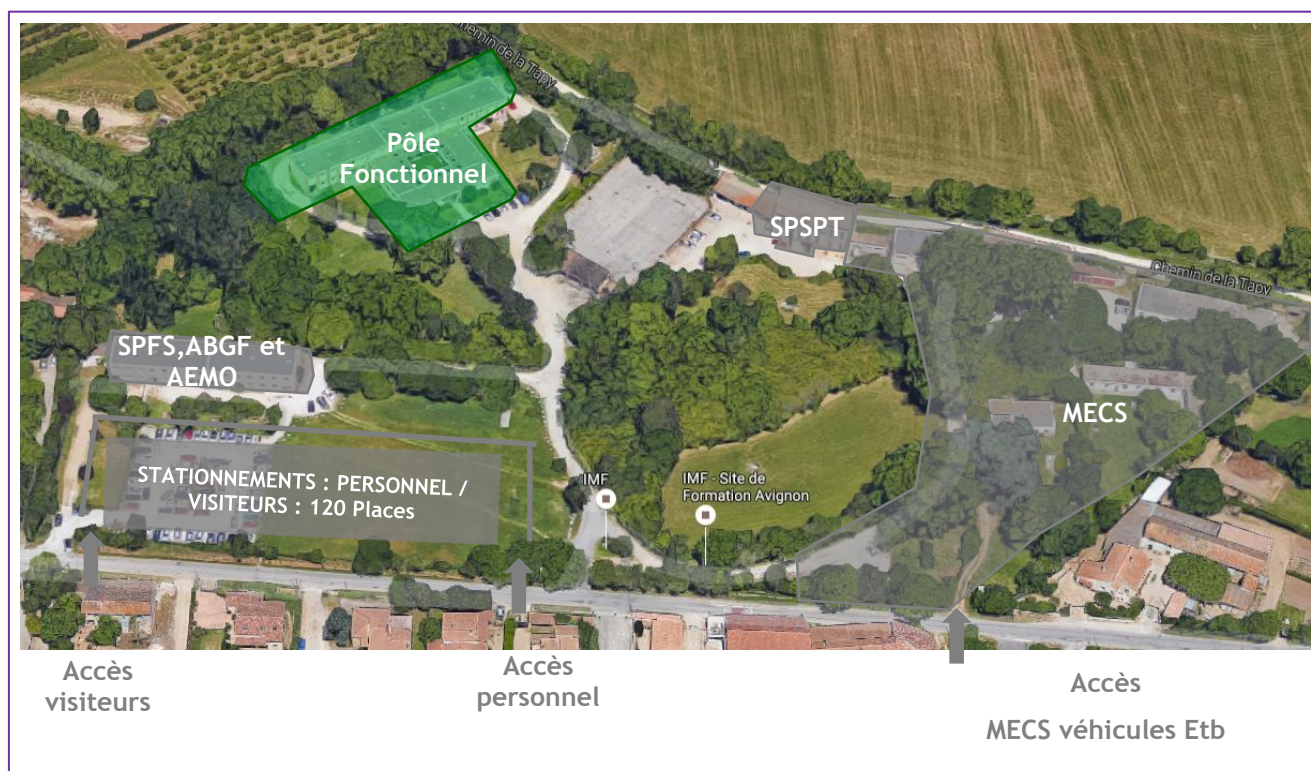 Chemin de la Tapy
Pôle
Fonctionnel
SPSPT
Chemin de la Tapy
SPFS,ABGF et
AEMO
MECS
STATIONNEMENTS : PERSONNEL /
VISITEURS : 120 Places
IMF
IMF - Site de
Formation Avignon
Accès
visiteurs
Accès
personnel
Accès
MECS véhicules Etb